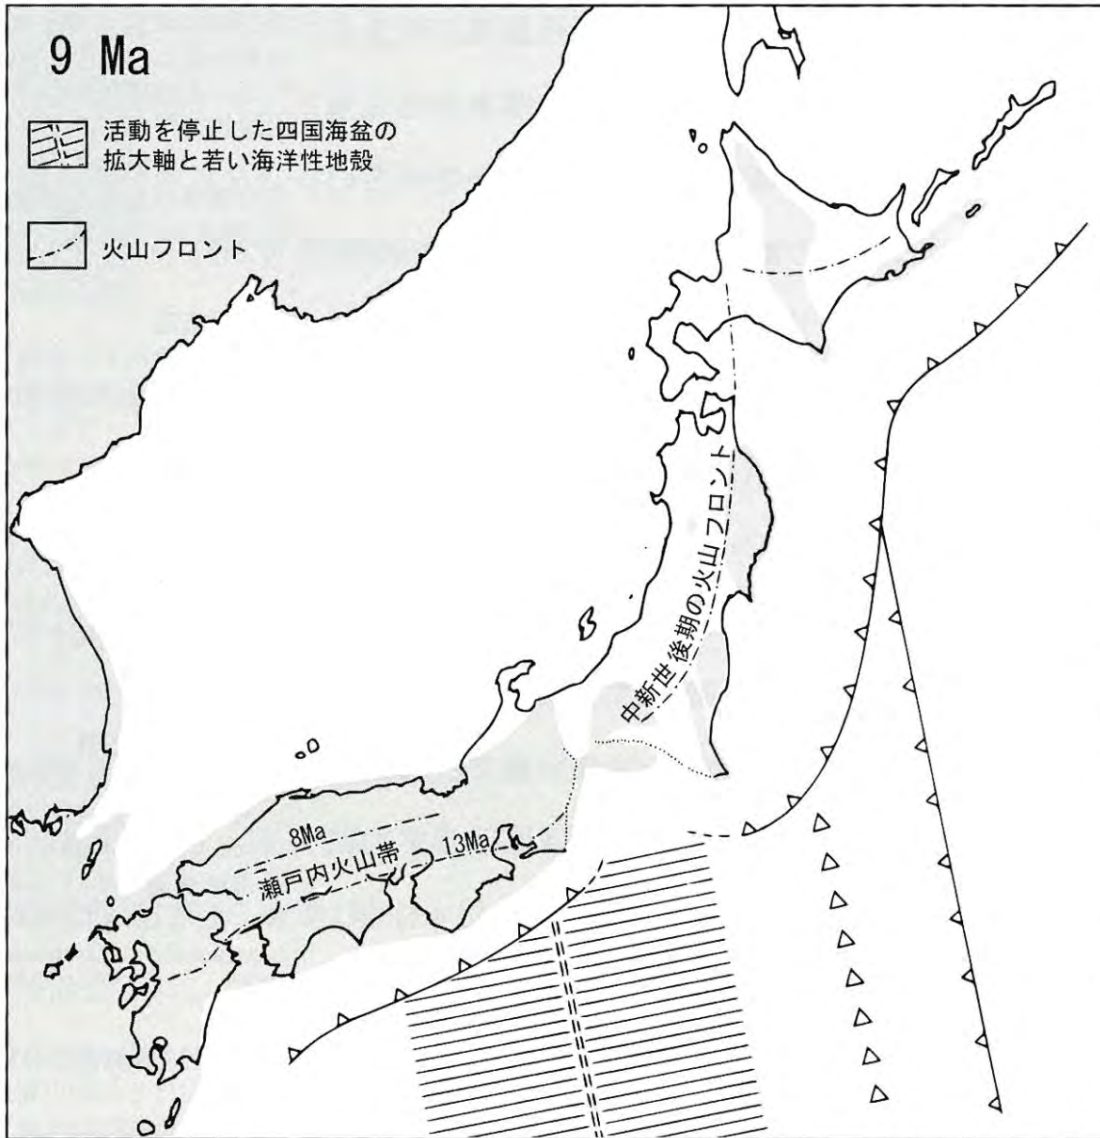 9 Ma
活動を停止した四国海盆の
拡大軸と若い海洋性地殻
火山フロント
中新世後期の火山フロント
8Ma
13Ma
瀬戸内火山帯